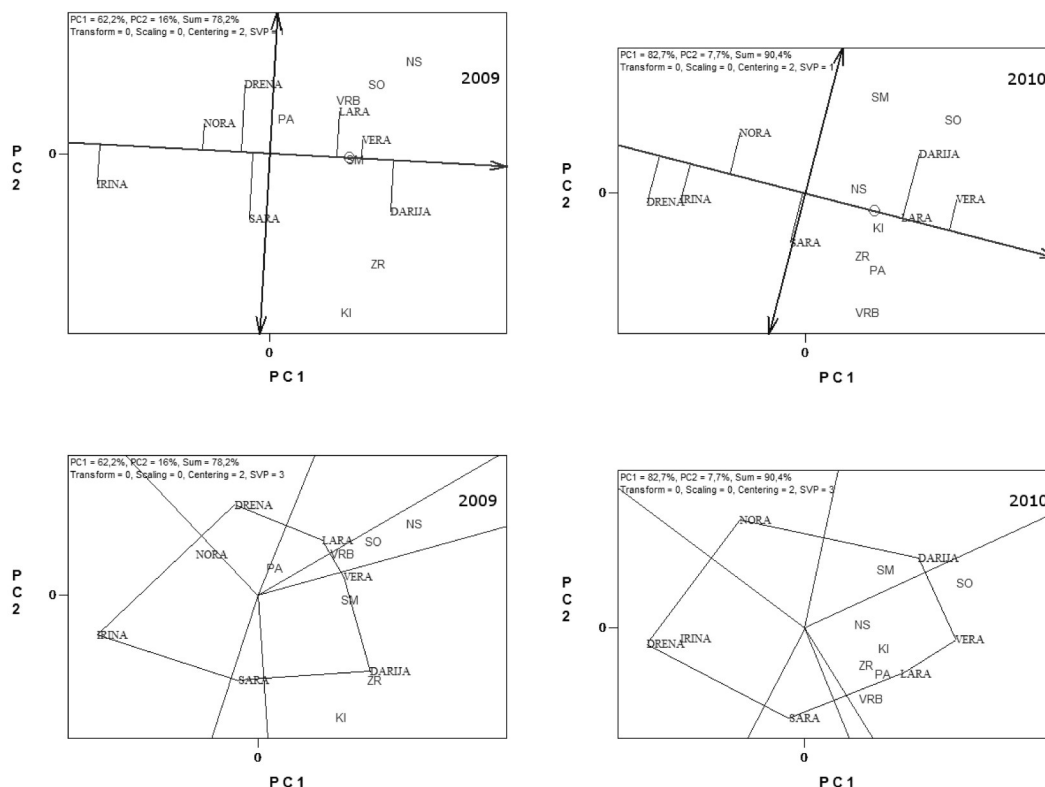 PC1 = 62,2%, PC2 = 16%, Sum = 78,2%
Transform = 0, Scaling = 0, Centering = 2, SVP = 1
2009
NS
SO
DRENA
VRB
LARA
PA
NORA
VERA
SM
IRINA
DARIJA
SARA
ZR
KI
PC2
0
0
PC1
PC1 = 82,7%, PC2 = 7,7%, Sum = 90,4%
Transform = 0, Scaling = 0, Centering = 2, SVP = 1
2010
SM
SO
NORA
DARIJA
NS
DRENA
IRINA
VERA
LARA
KI
SARA
ZR
PA
VRB
PC2
0
0
PC1
PC1 = 62,2%, PC2 = 16%, Sum = 78,2%
Transform = 0, Scaling = 0, Centering = 2, SVP = 3
2009
DRENA
NS
LARA
SO
NORA
VRB
PA
VERA
SM
IRINA
DARIJA
SARA
ZR
KI
PC2
0
0
PC1
PC1 = 82,7%, PC2 = 7,7%, Sum = 90,4%
Transform = 0, Scaling = 0, Centering = 2, SVP = 3
2010
NORA
DARIJA
SM
SO
NS
DRENA
IRINA
VERA
KI
ZR
PA
LARA
VRB
SARA
PC2
0
0
PC1